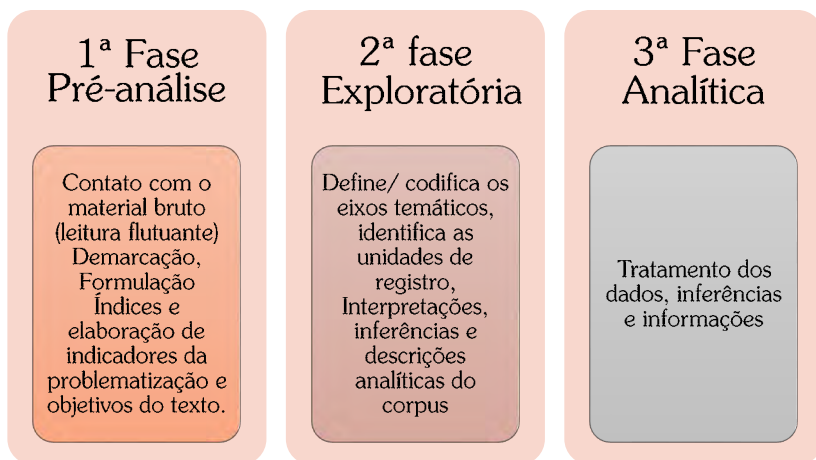 1ª Fase
Pré-análise
Contato com o
material bruto
(leitura flutuante)
Demarcação,
Formulação
Índices e
elaboração de
indicadores da
problematização e
objetivos do texto.
2ª fase
Exploratória
Define/ codifica os
eixos temáticos,
identifica as
unidades de
registro,
Interpretações,
inferências e
descrições
analíticas do
corpus
3ª Fase
Analítica
Tratamento dos
dados, inferências
e informações